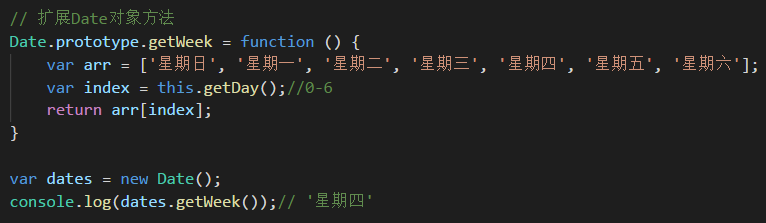 // 扩展Date对象方法
Date.prototype.getWeek = function () {
    var arr = ['星期日', '星期一', '星期二', '星期三', '星期四', '星期五', '星期六'];
    var index = this.getDay();//0-6
    return arr[index];
}

var dates = new Date();
console.log(dates.getWeek());// '星期四'